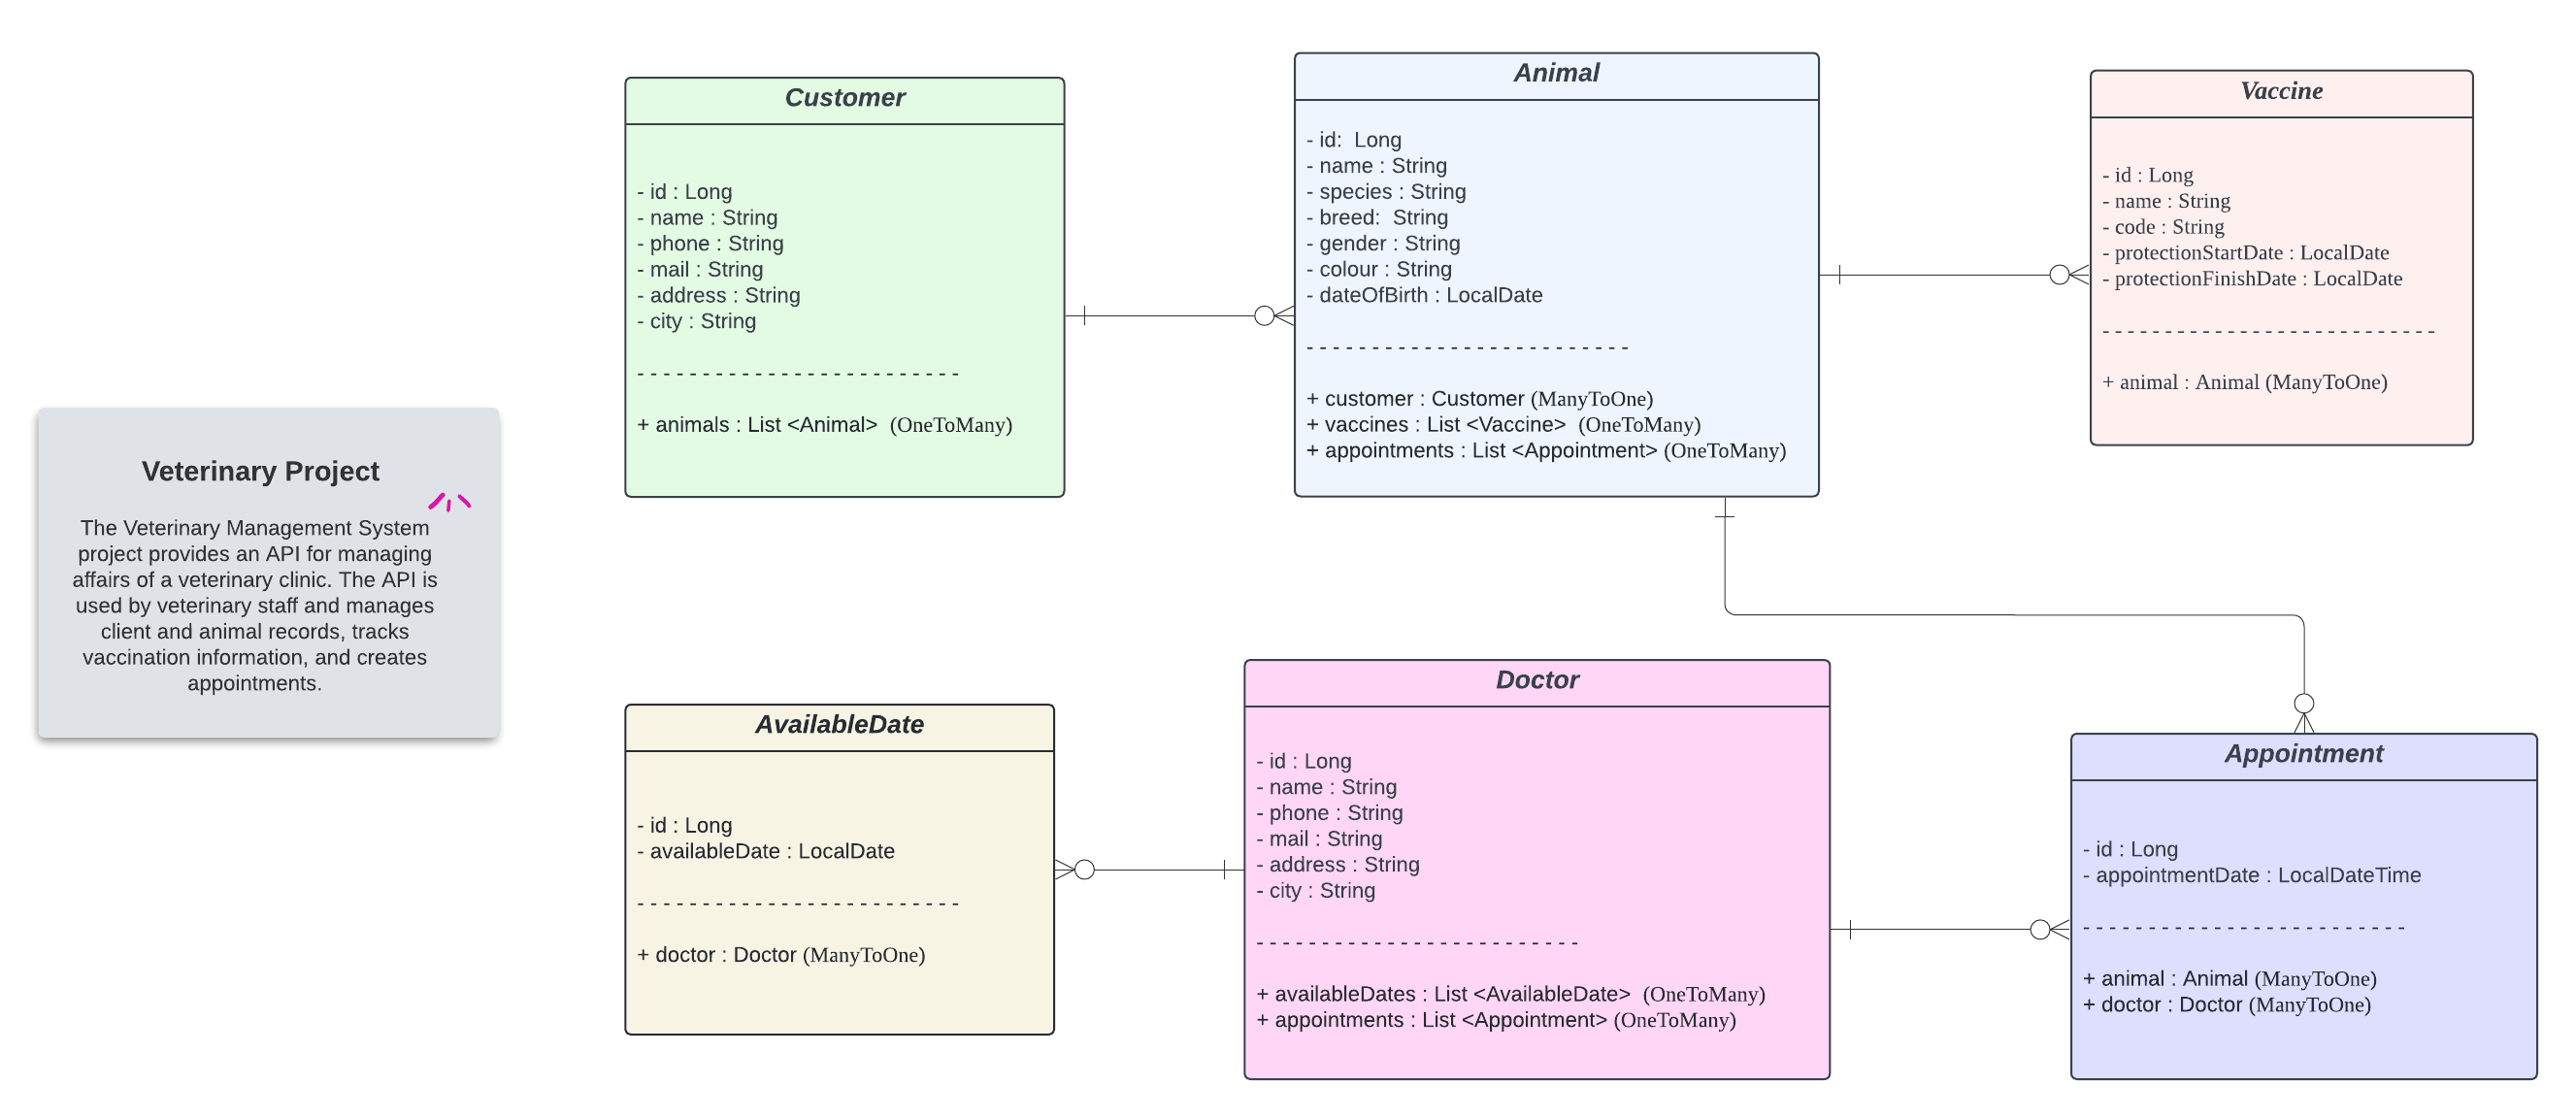 Veterinary Project
The Veterinary Management System
project provides an API for managing
affairs of a veterinary clinic. The API is
used by veterinary staff and manages
client and animal records, tracks
vaccination information, and creates
appointments.
Customer
- id : Long
- name : String
- phone : String
- mail : String
- address : String
- city : String
- - - - - - - - - - - - - - - - - - - - - - - - -
+ animals : List <Animal>  (OneToMany)
Animal
- id:  Long
- name : String
- species : String
- breed:  String
- gender : String
- colour : String
- dateOfBirth : LocalDate
- - - - - - - - - - - - - - - - - - - - - - - - -
+ customer : Customer (ManyToOne)
+ vaccines : List <Vaccine>  (OneToMany)
+ appointments : List <Appointment> (OneToMany)
Vaccine
- id : Long
- name : String
- code : String
- protectionStartDate : LocalDate
- protectionFinishDate : LocalDate
- - - - - - - - - - - - - - - - - - - - - - - - - - -
+ animal : Animal (ManyToOne)
AvailableDate
- id : Long
- availableDate : LocalDate
- - - - - - - - - - - - - - - - - - - - - - - - -
+ doctor : Doctor (ManyToOne)
Doctor
- id : Long
- name : String
- phone : String
- mail : String
- address : String
- city : String
- - - - - - - - - - - - - - - - - - - - - - - - -
+ availableDates : List <AvailableDate>  (OneToMany)
+ appointments : List <Appointment> (OneToMany)
Appointment
- id : Long
- appointmentDate : LocalDateTime
- - - - - - - - - - - - - - - - - - - - - - - - -
+ animal : Animal (ManyToOne)
+ doctor : Doctor (ManyToOne)